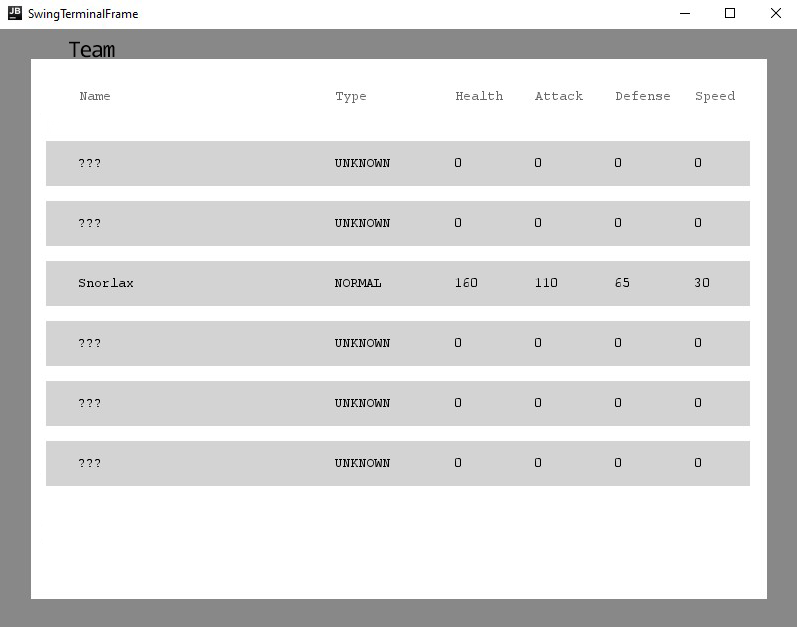 JB SwingTerminalFrame
Team
Name Type Health Attack Defense Speed
??? UNKNOWN 0 0 0 0
??? UNKNOWN 0 0 0 0
Snorlax NORMAL 160 110 65 30
??? UNKNOWN 0 0 0 0
??? UNKNOWN 0 0 0 0
??? UNKNOWN 0 0 0 0